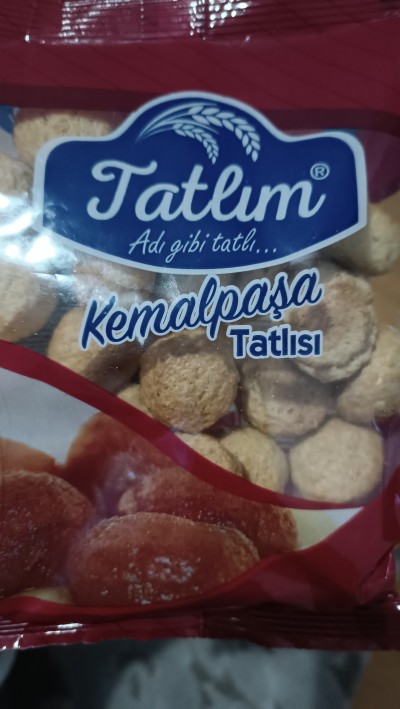 Tatlım®
Adı gibi tatlı...
Kemalpaşa
Tatlısı